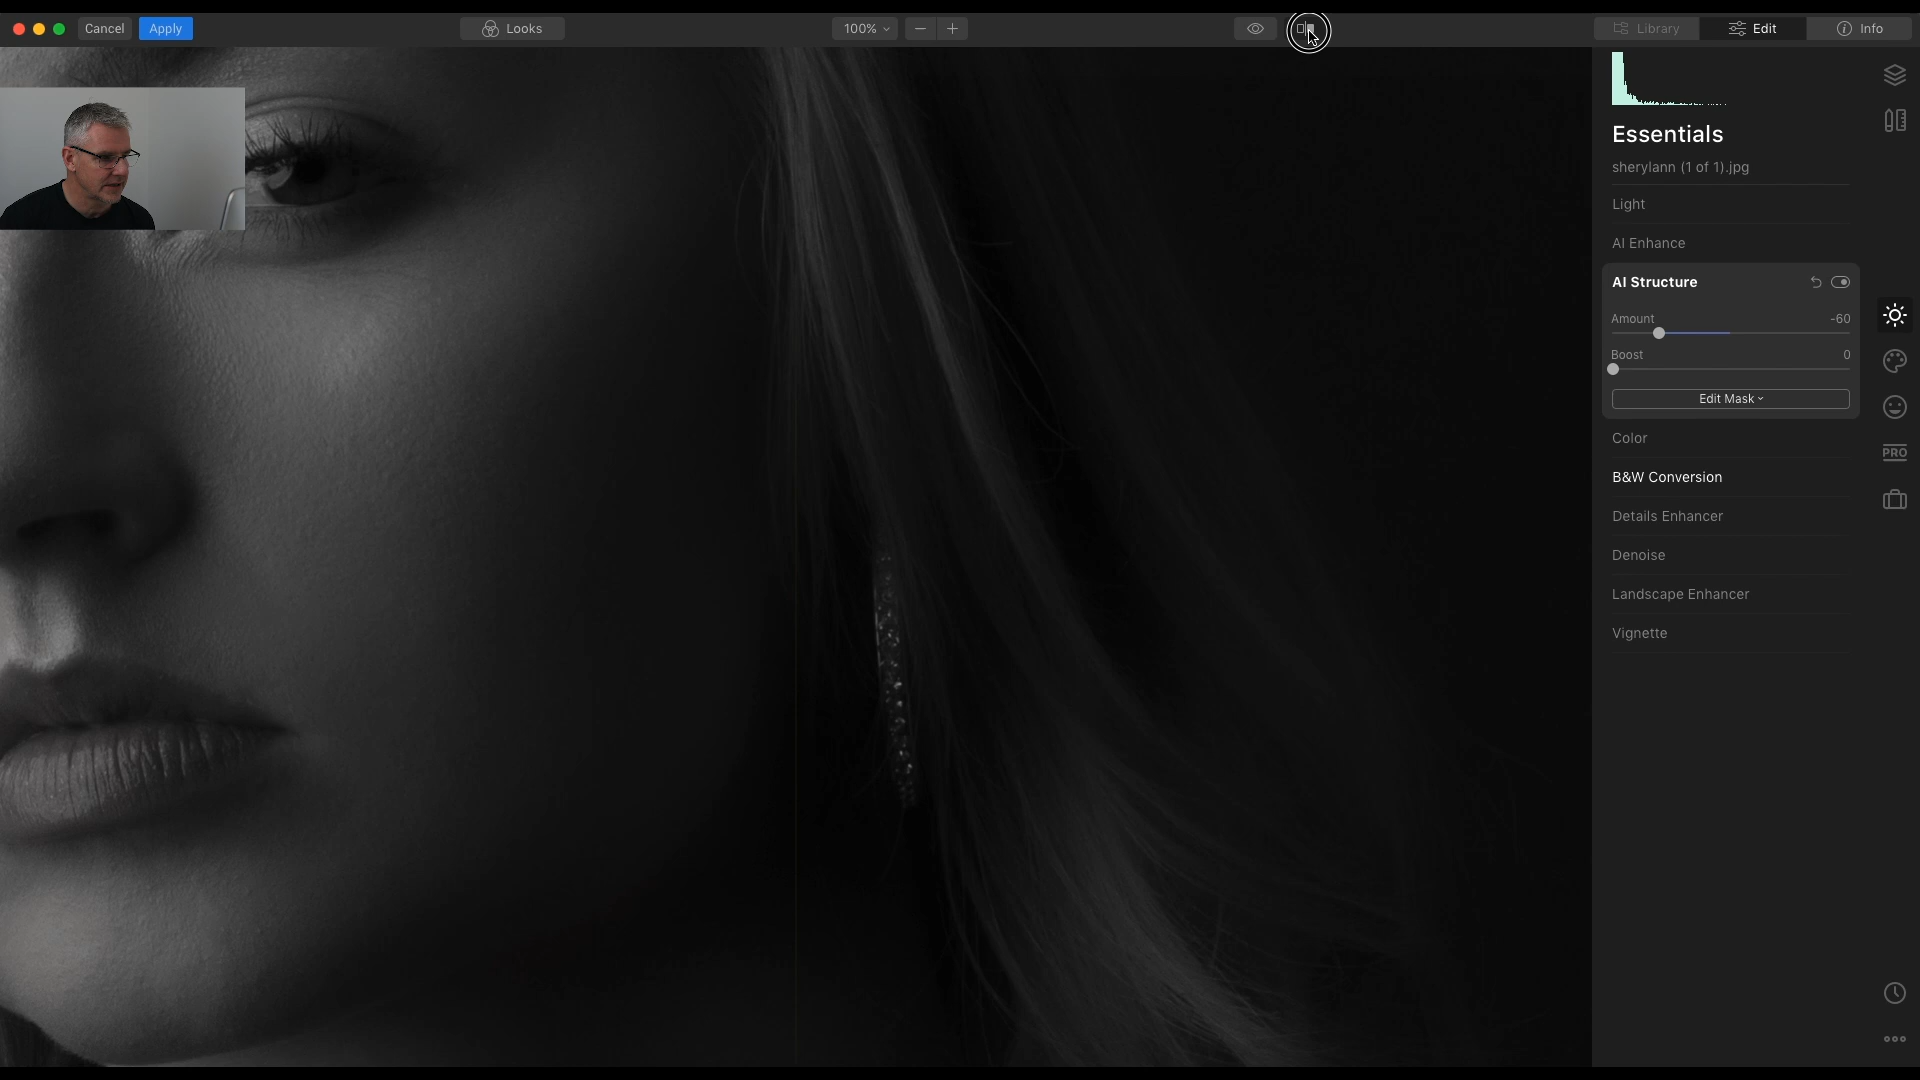 Cancel
Apply
Looks
100%
Library
Edit
Info
Essentials
sherylann (1 of 1).jpg
Light
AI Enhance
AI Structure
Amount -60
Boost 0
Edit Mask
Color
B&W Conversion
PRO
Details Enhancer
Denoise
Landscape Enhancer
Vignette